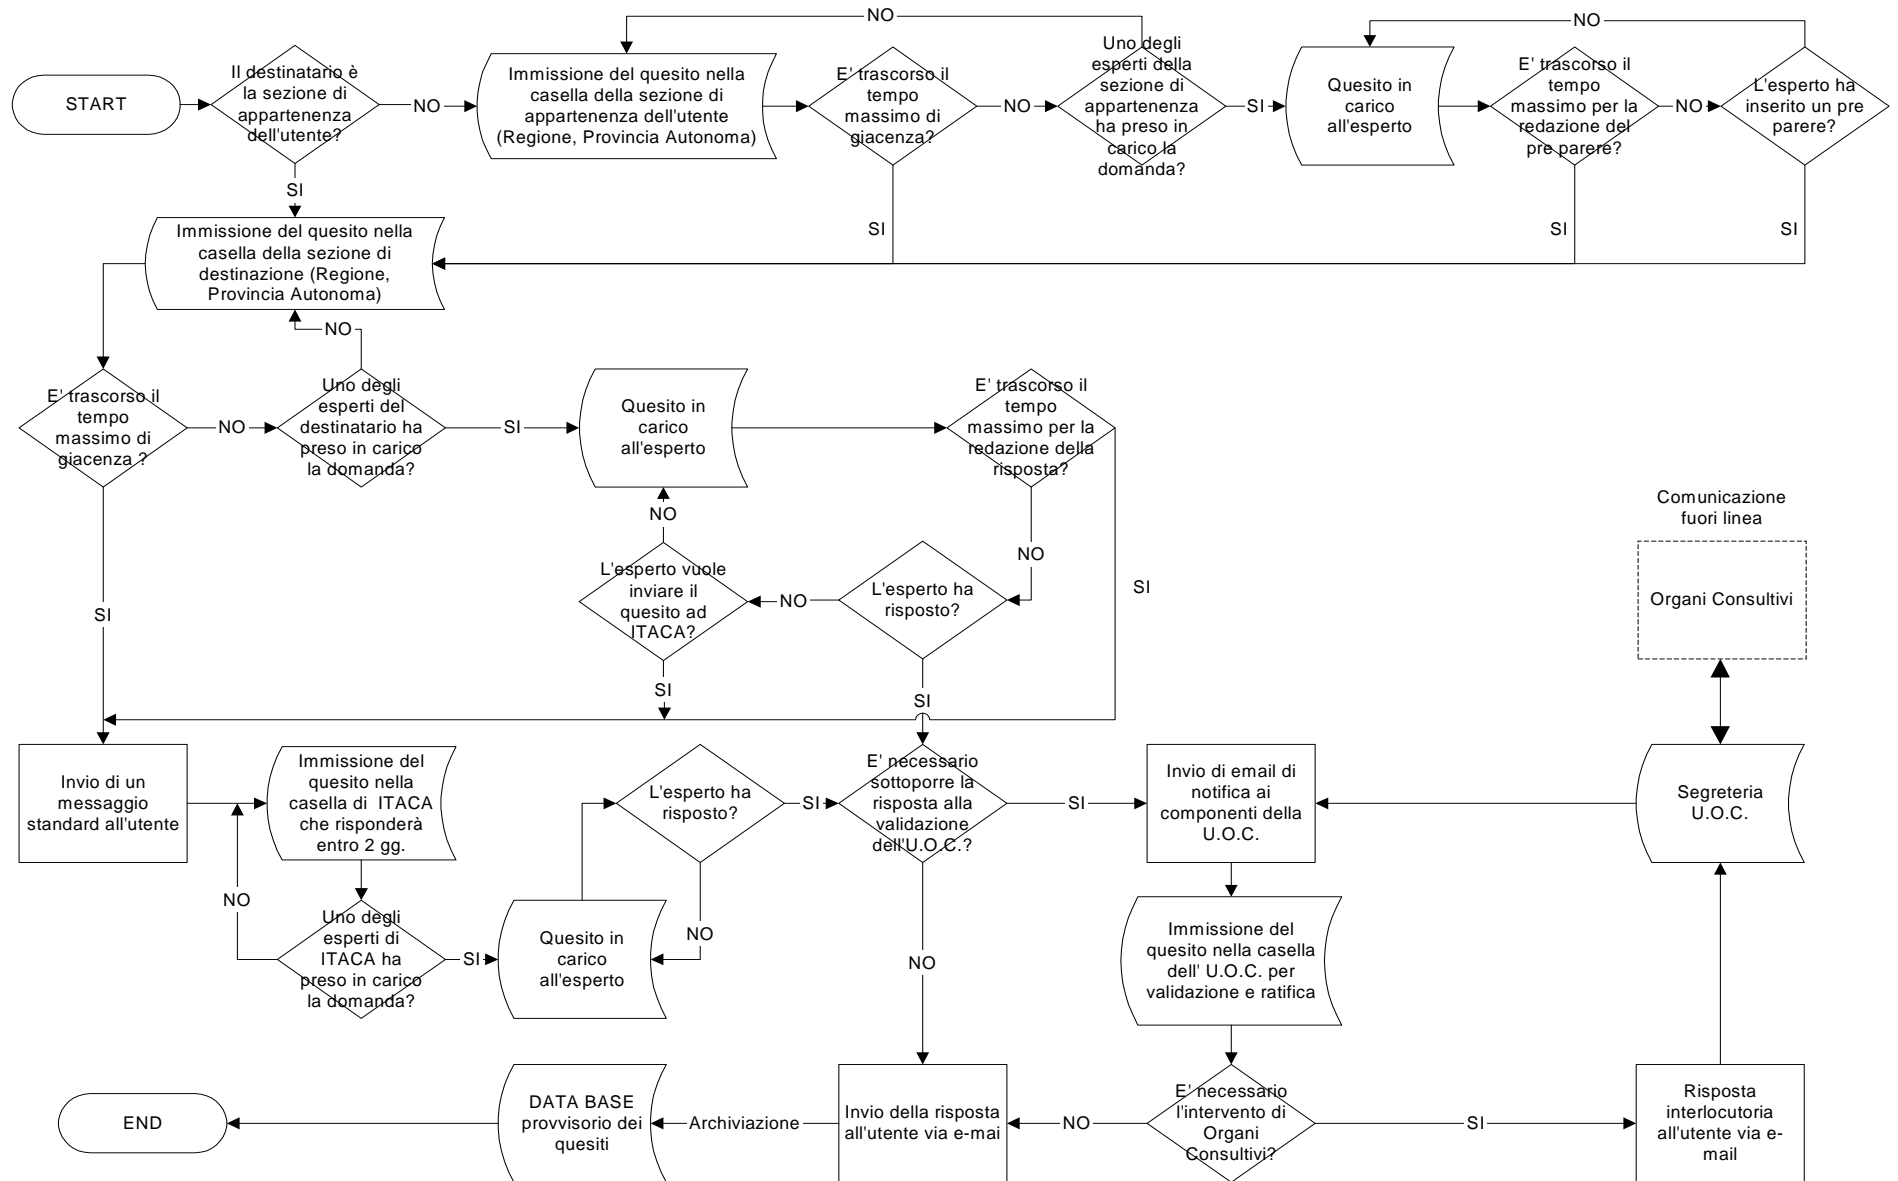 START
Il destinatario è
la sezione di
appartenenza
dell'utente?
NO
Immissione del quesito nella
casella della sezione di
appartenenza dell'utente
(Regione, Provincia Autonoma)
E' trascorso il
tempo
massimo di
giacenza?
NO
NO
Uno degli
esperti della
sezione di
appartenenza
ha preso in
carico la
domanda?
SI
Quesito in
carico
all'esperto
E' trascorso il
tempo
massimo per la
redazione del
pre parere?
NO
NO
L'esperto ha
inserito un pre
parere?
SI
SI
SI
SI
Immissione del quesito nella
casella della sezione di
destinazione (Regione,
Provincia Autonoma)
NO
E' trascorso il
tempo
massimo di
giacenza ?
NO
Uno degli
esperti del
destinatario ha
preso in carico
la domanda?
SI
Quesito in
carico
all'esperto
E' trascorso il
tempo
massimo per la
redazione della
risposta?
NO
NO
L'esperto vuole
inviare il
quesito ad
ITACA?
NO
L'esperto ha
risposto?
SI
SI
SI
SI
Comunicazione
fuori linea
Organi Consultivi
Invio di un
messaggio
standard all'utente
Immissione del
quesito nella
casella di ITACA
che risponderà
entro 2 gg.
NO
Uno degli
esperti di
ITACA ha
preso in carico
la domanda?
SI
Quesito in
carico
all'esperto
L'esperto ha
risposto?
NO
SI
E' necessario
sottoporre la
risposta alla
validazione
dell'U.O.C.?
SI
NO
Invio di email di
notifica ai
componenti della
U.O.C.
Segreteria
U.O.C.
Immissione del
quesito nella casella
dell' U.O.C. per
validazione e ratifica
END
DATA BASE
provvisorio dei
quesiti
Archiviazione
Invio della risposta
all'utente via e-mai
NO
E' necessario
l'intervento di
Organi
Consultivi?
SI
Risposta
interlocutoria
all'utente via e-
mail